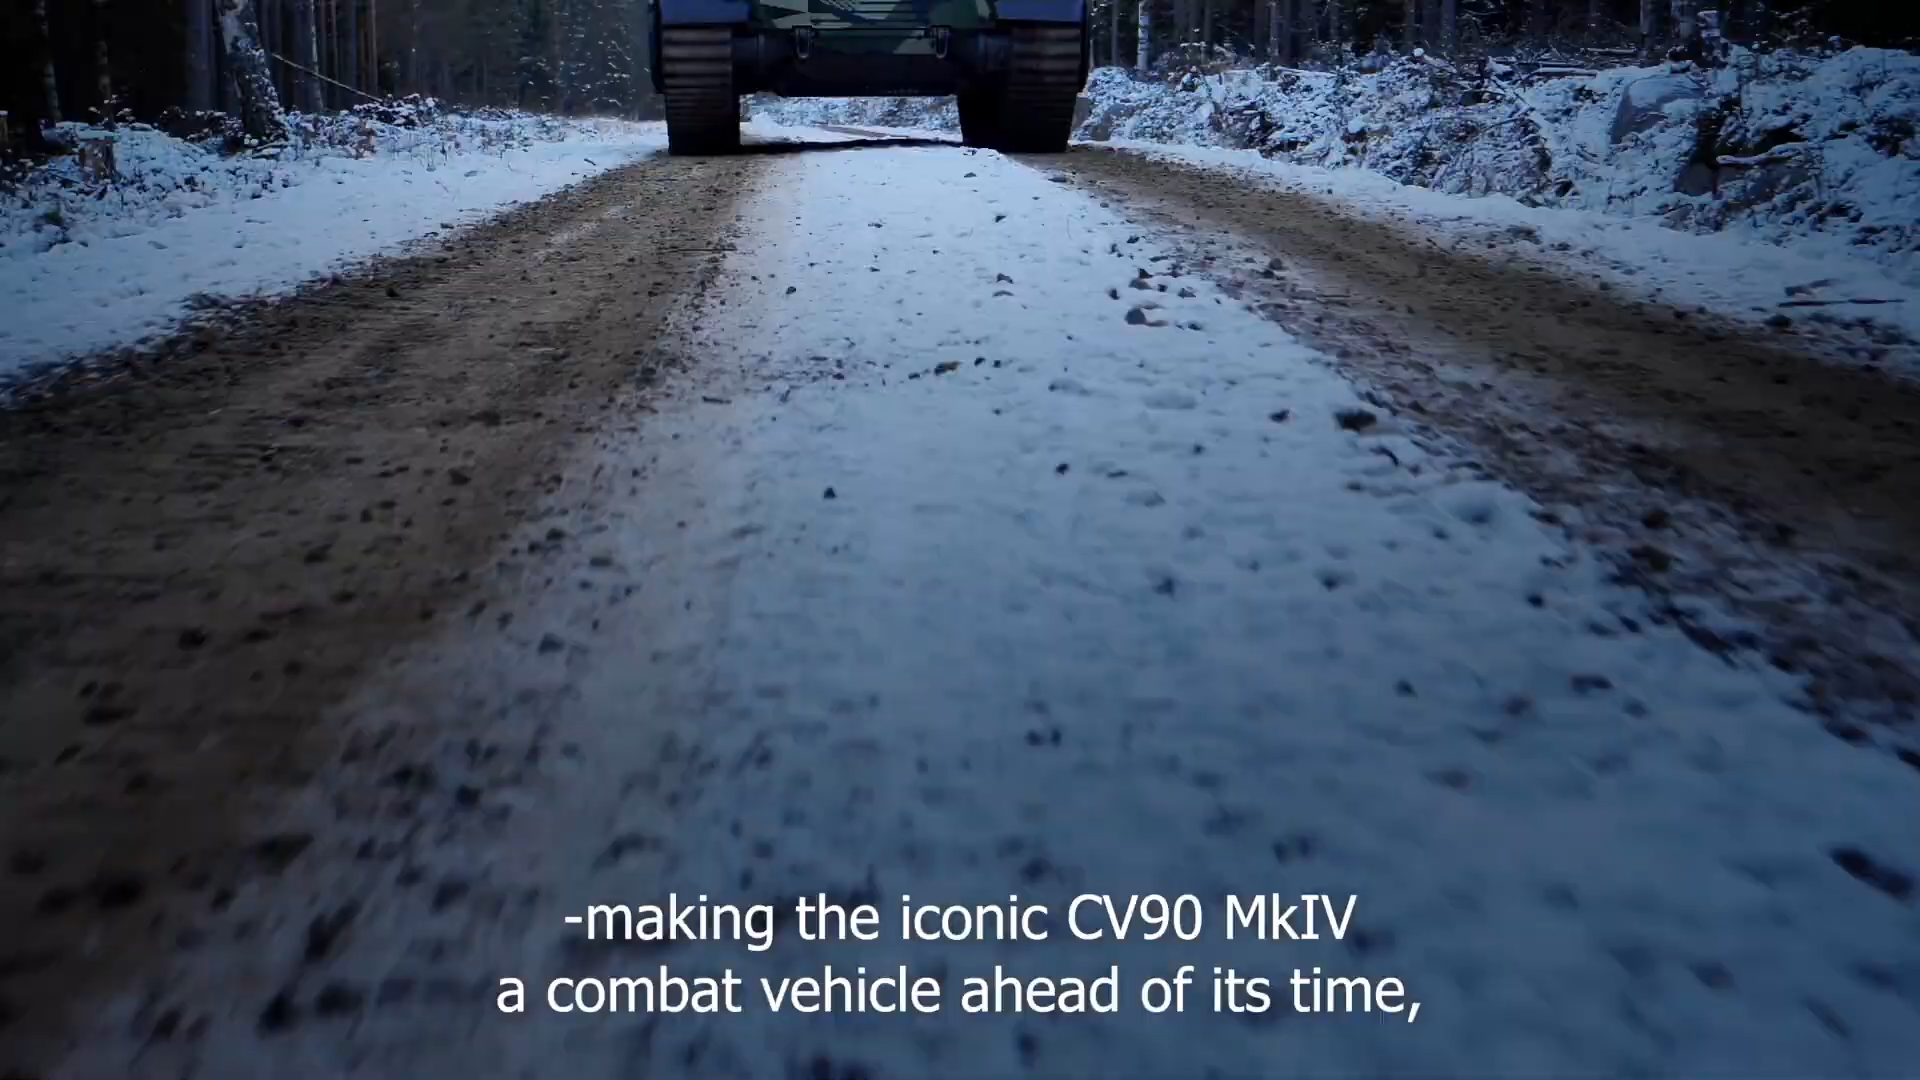 -making the iconic CV90 MkIV
a combat vehicle ahead of its time,